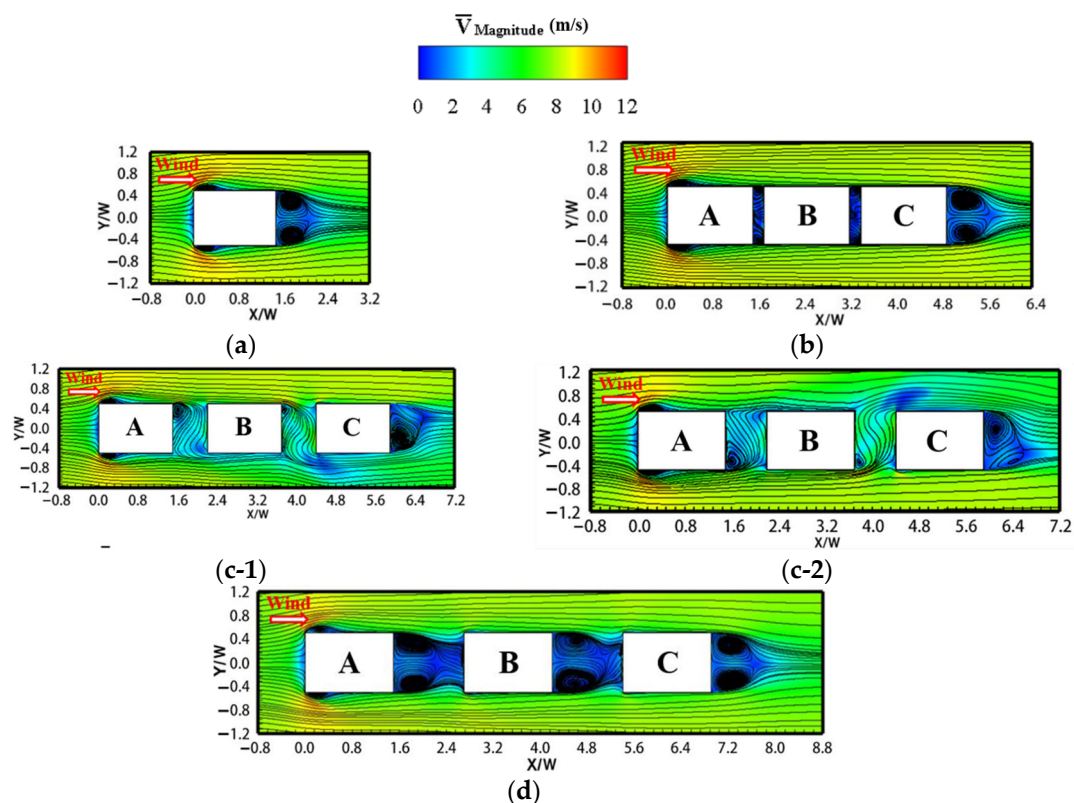 V Magnitude (m/s)
0 2 4 6 8 10 12
Wind
Y/W
1.2
0.8
0.4
0.0
−0.4
−0.8
−1.2
−0.8 0.0 0.8 1.6 2.4 3.2
X/W
(a)
Wind
A B C
Y/W
1.2
0.8
0.4
0.0
−0.4
−0.8
−1.2
−0.8 0.0 0.8 1.6 2.4 3.2 4.0 4.8 5.6 6.4
X/W
(b)
Wind
A B C
Y/W
1.2
0.8
0.4
0.0
−0.4
−0.8
−1.2
−0.8 0.0 0.8 1.6 2.4 3.2 4.0 4.8 5.6 6.4 7.2
X/W
(c-1)
Wind
A B C
Y/W
1.2
0.8
0.4
0.0
−0.4
−0.8
−1.2
−0.8 0.0 0.8 1.6 2.4 3.2 4.0 4.8 5.6 6.4 7.2
X/W
(c-2)
Wind
A B C
Y/W
1.2
0.8
0.4
0.0
−0.4
−0.8
−1.2
−0.8 0.0 0.8 1.6 2.4 3.2 4.0 4.8 5.6 6.4 7.2 8.0 8.8
X/W
(d)